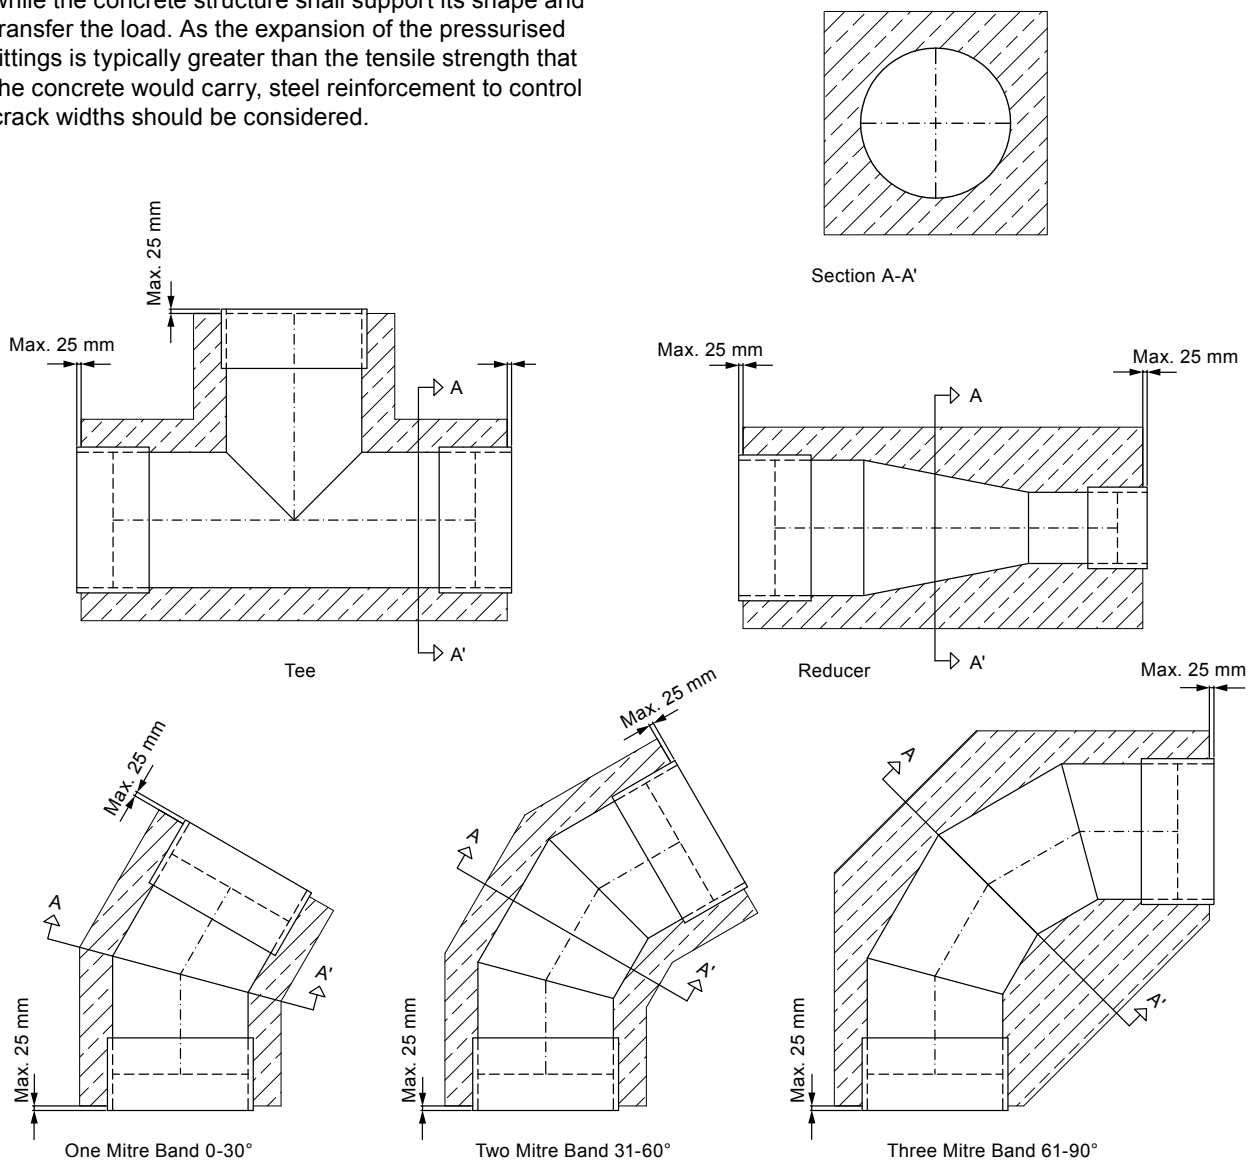 while the concrete structure shall support its shape and
transfer the load. As the expansion of the pressurised
fittings is typically greater than the tensile strength that
the concrete would carry, steel reinforcement to control
crack widths should be considered.
Section A-A'
Max. 25 mm
Max. 25 mm
A
A'
Tee
Max. 25 mm
Max. 25 mm
A
A'
Reducer
Max. 25 mm
A
A'
Max. 25 mm
One Mitre Band 0-30°
Max. 25 mm
A
A'
Max. 25 mm
Two Mitre Band 31-60°
Max. 25 mm
A
A'
Max. 25 mm
Three Mitre Band 61-90°